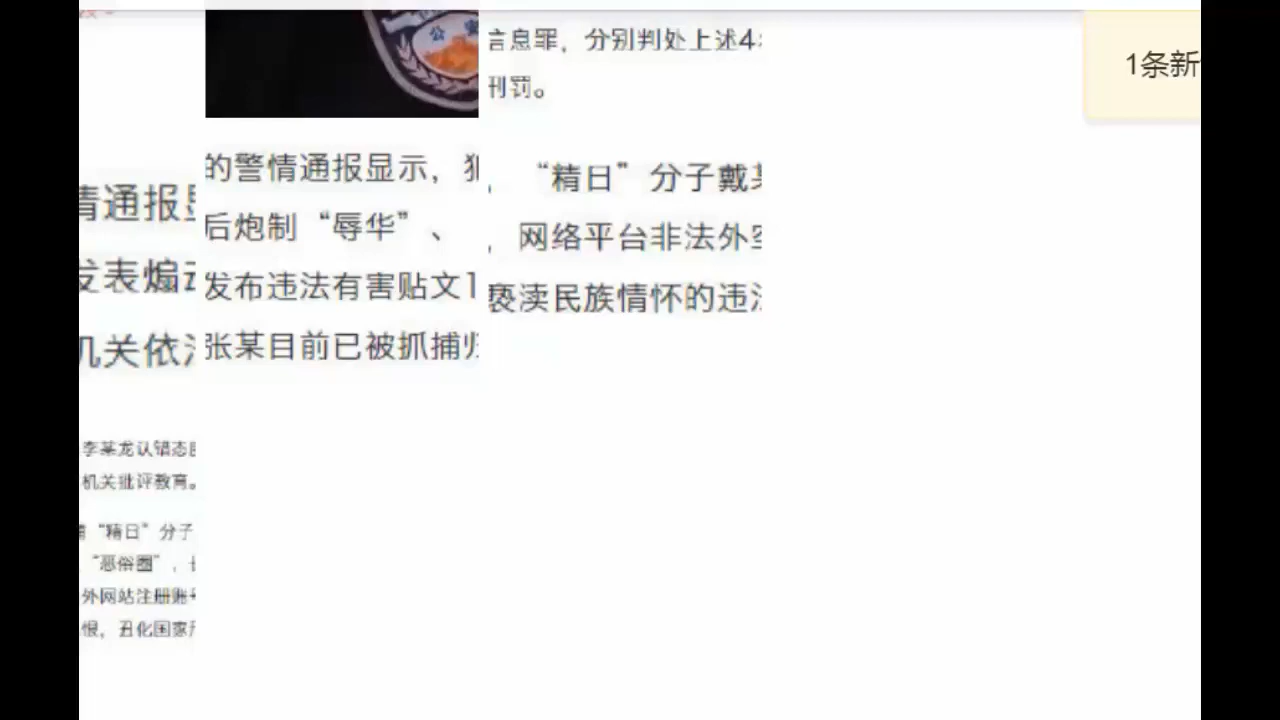 情通报
发表煽
机关依
李某龙认错态
机关批评教育。
“精日”分子
“恶俗圈”，
外网站注册账
恨，丑化国家
公
的警情通报显示，
后炮制“辱华”、
发布违法有害贴文1
张某目前已被抓捕归
言息罪，分别判处上述4
刑罚。
，“精日”分子戴
，网络平台非法外
亵渎民族情怀的违法
1条新